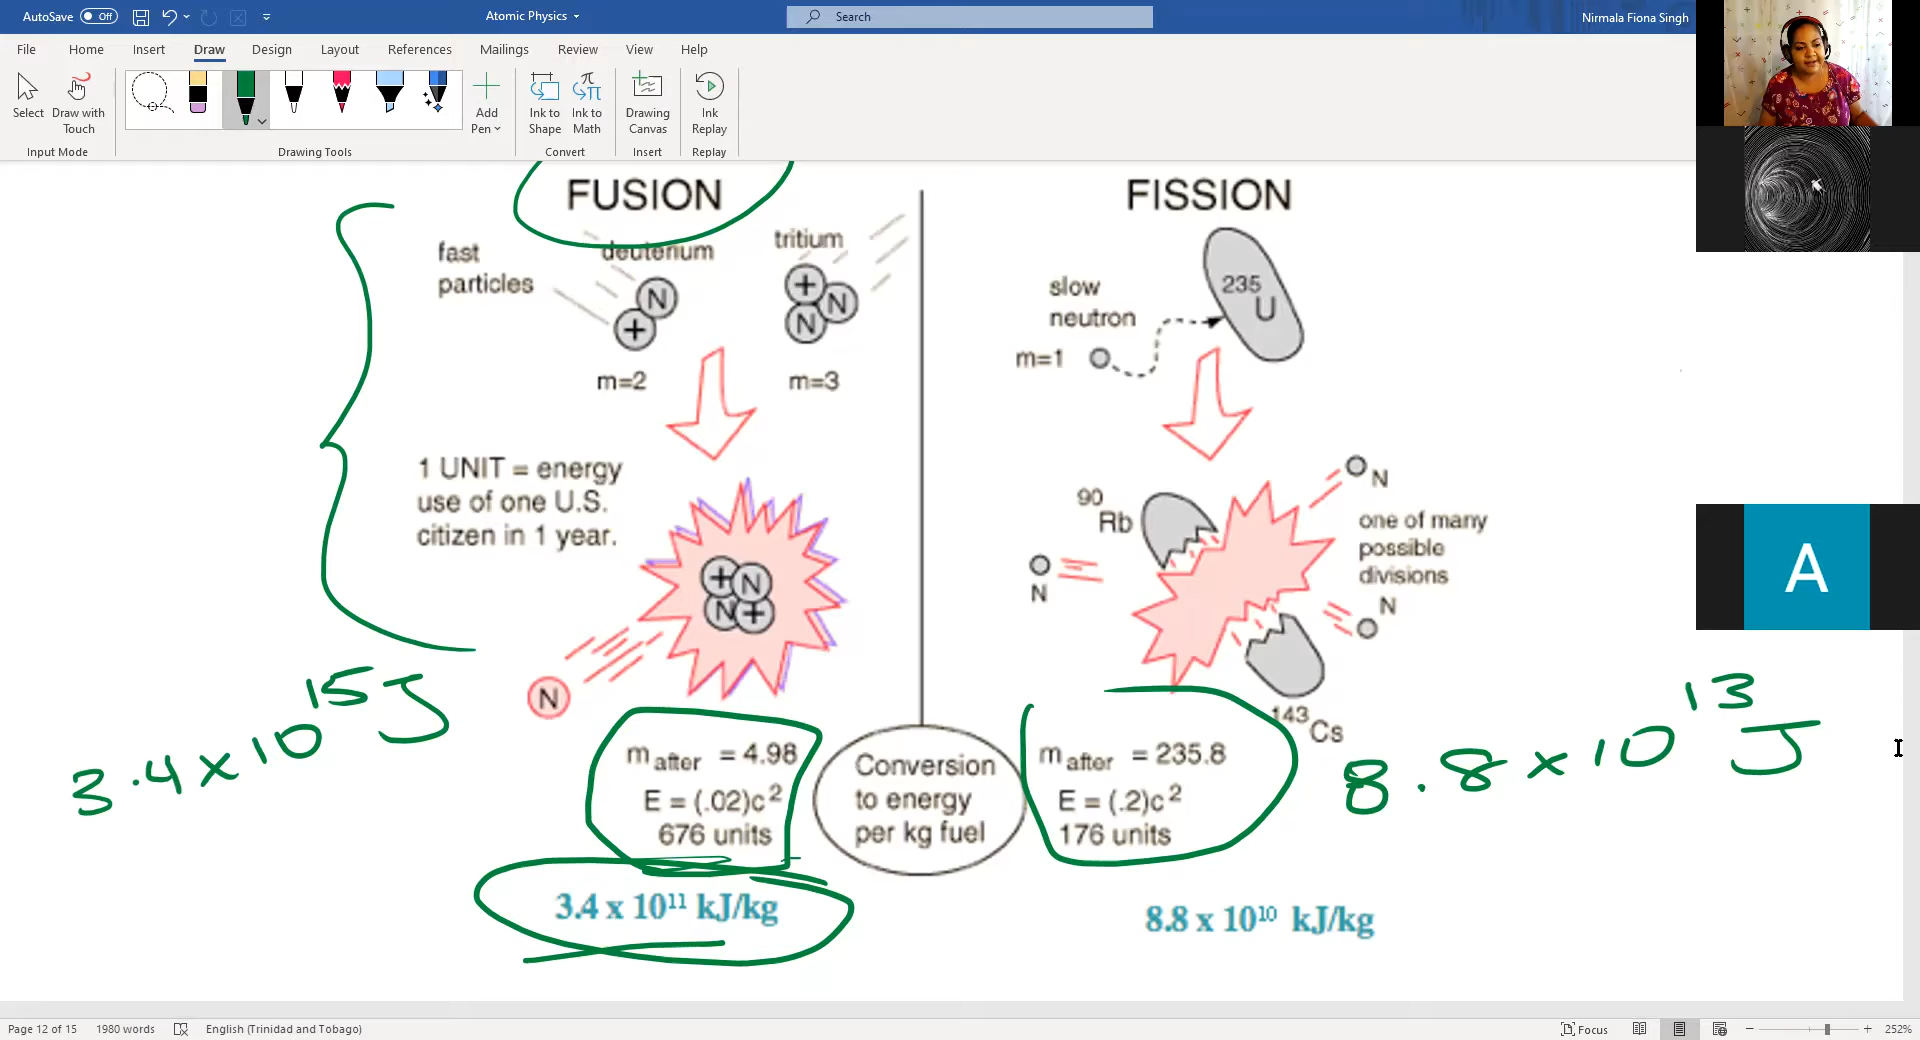 AutoSave Off
Atomic Physics
Search
Nirmala Fiona Singh
File Home Insert Draw Design Layout References Mailings Review View Help
Select
Draw with Touch
Add Pen
Ink to Shape
Ink to Math
Drawing Canvas
Ink Replay
Input Mode
Drawing Tools
Convert
Insert
Replay
FUSION
FISSION
fast
particles
deuterium
tritium
N
+
+
N
N
m=2
m=3
slow
neutron
m=1
235
U
1 UNIT = energy
use of one U.S.
citizen in 1 year.
+
N
N
+
N
90
Rb
N
N
one of many
possible
divisions
N
143
Cs
A
3.4 x 10¹⁵ J
m after = 4.98
E = (.02)c²
676 units
Conversion
to energy
per kg fuel
m after = 235.8
E = (.2)c²
176 units
8.8 x 10¹³ J
3.4 x 10¹¹ kJ/kg
8.8 x 10¹⁰ kJ/kg
Page 12 of 15
1980 words
English (Trinidad and Tobago)
Focus
252%